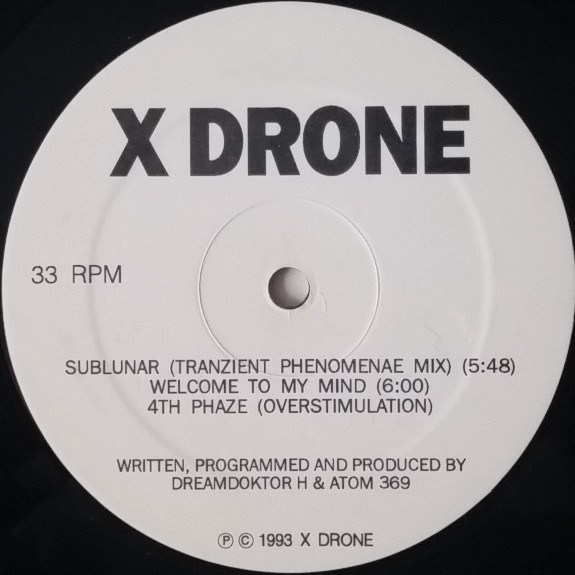 X DRONE
33 RPM
SUBLUNAR (TRANZIENT PHENOMENAE MIX) (5:48)
WELCOME TO MY MIND (6:00)
4TH PHAZE (OVERSTIMULATION)
WRITTEN, PROGRAMMED AND PRODUCED BY
DREAMDOKTOR H & ATOM 369
℗ © 1993 X DRONE